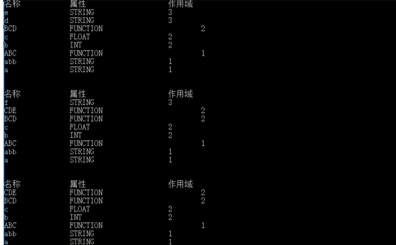 名称 属性 作用域
e STRING 3
d STRING 3
BCD FUNCTION 2
c FLOAT 2
b INT 2
ABC FUNCTION 1
abb STRING 1
a STRING 1
名称 属性 作用域
f STRING 3
CDE FUNCTION 2
BCD FUNCTION 2
c FLOAT 2
b INT 2
ABC FUNCTION 1
abb STRING 1
a STRING 1
名称 属性 作用域
CDE FUNCTION 2
BCD FUNCTION 2
c FLOAT 2
b INT 2
ABC FUNCTION 1
abb STRING 1
a STRING 1